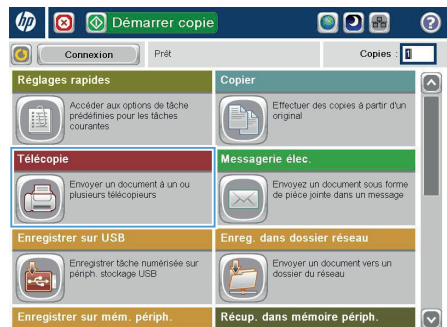 hp
Démarrer copie
?
Connexion
Prêt
Copies :
1
Réglages rapides
Copier
Accéder aux options de tâche
prédéfinies pour les tâches
courantes
Effectuer des copies à partir d'un
original
Télécopie
Messagerie élec.
Envoyer un document à un ou
plusieurs télécopieurs
Envoyez un document sous forme
de pièce jointe dans un message
Enregistrer sur USB
Enreg. dans dossier réseau
Enregistrer tâche numérisée sur
périph. stockage USB
Envoyer un document vers un
dossier du réseau
Enregistrer sur mém. périph.
Récup. dans mémoire périph.